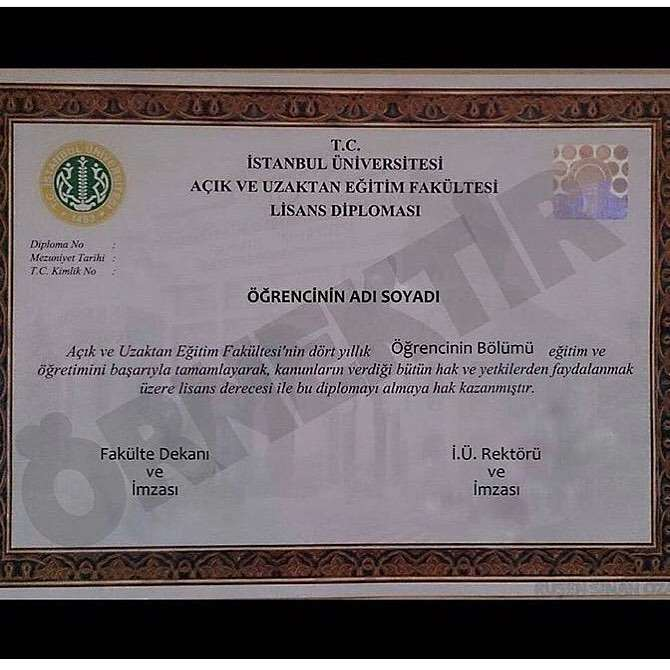 T.C.
İSTANBUL ÜNİVERSİTESİ
AÇIK VE UZAKTAN EĞİTİM FAKÜLTESİ
LİSANS DİPLOMASI
Diploma No :
Mezuniyet Tarihi :
T.C. Kimlik No :
ÖĞRENCİNİN ADI SOYADI
Açık ve Uzaktan Eğitim Fakültesi'nin dört yıllık Öğrencinin Bölümü eğitim ve
öğretimini başarıyla tamamlayarak, kanunların verdiği bütün hak ve yetkilerden faydalanmak
üzere lisans derecesi ile bu diplomayı almaya hak kazanmıştır.
Fakülte Dekanı
ve
İmzası
İ.Ü. Rektörü
ve
İmzası
ÖRNEKTİR